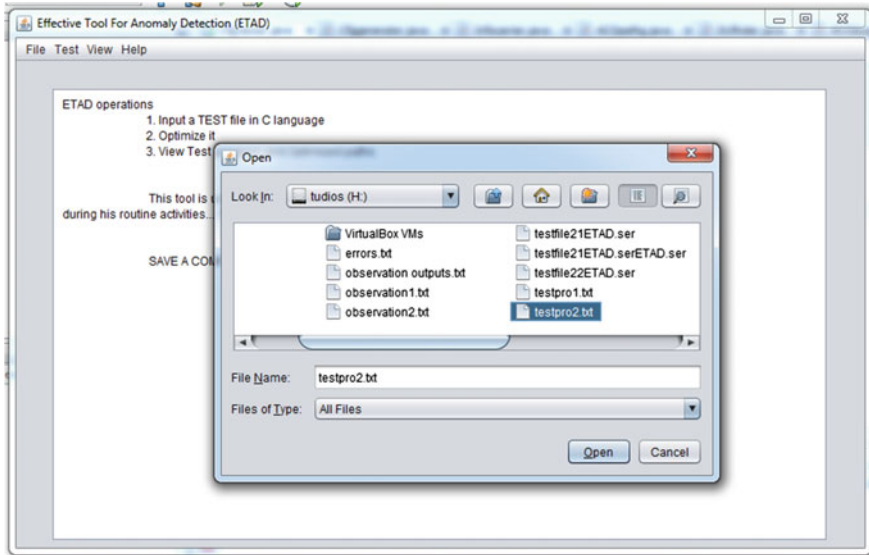 Effective Tool For Anomaly Detection (ETAD)
File Test View Help
ETAD operations
1. Input a TEST file in C language
2. Optimize it
3. View Test
This tool is
during his routine activities...
SAVE A
Open
Look In: tudios (H:)
VirtualBox VMs
errors.txt
observation outputs.txt
observation1.txt
observation2.txt
testfile21ETAD.ser
testfile21ETAD.serETAD.ser
testfile22ETAD.ser
testpro1.txt
testpro2.txt
File Name: testpro2.txt
Files of Type: All Files
Open Cancel